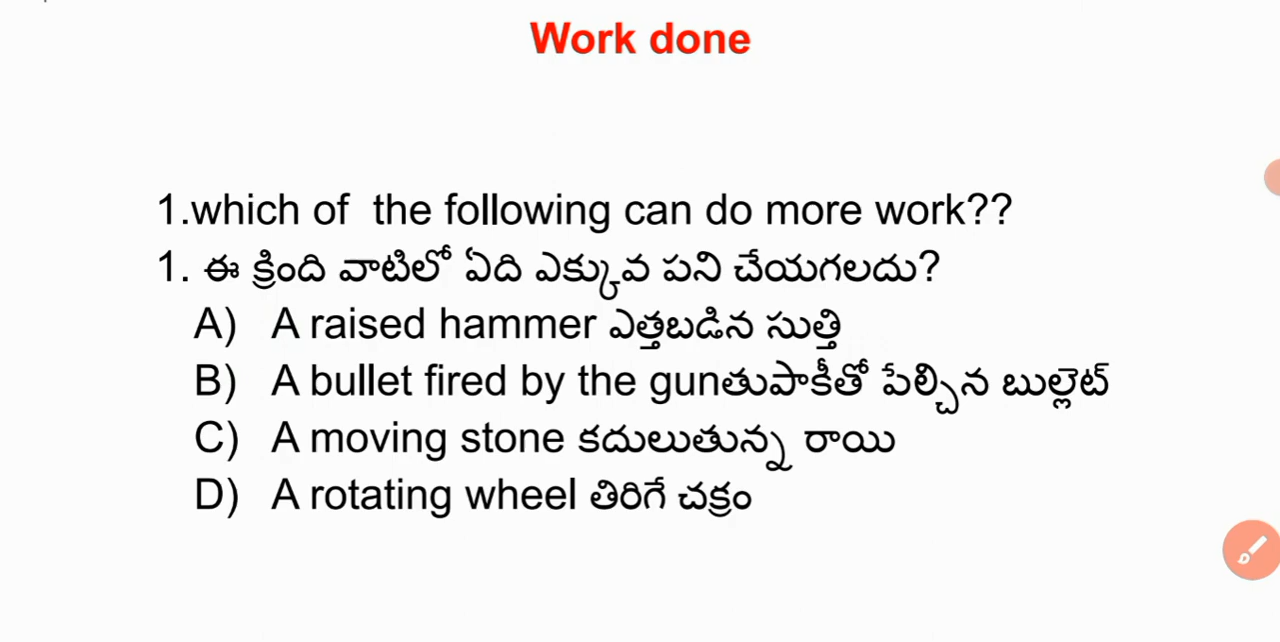 Work done
1.which of the following can do more work??
1. ఈ క్రింది వాటిలో ఏది ఎక్కువ పని చేయగలదు?
A) A raised hammer ఎత్తబడిన సుత్తి
B) A bullet fired by the gunతుపాకీతో పేల్చిన బుల్లెట్
C) A moving stone కదులుతున్న రాయి
D) A rotating wheel తిరిగే చక్రం